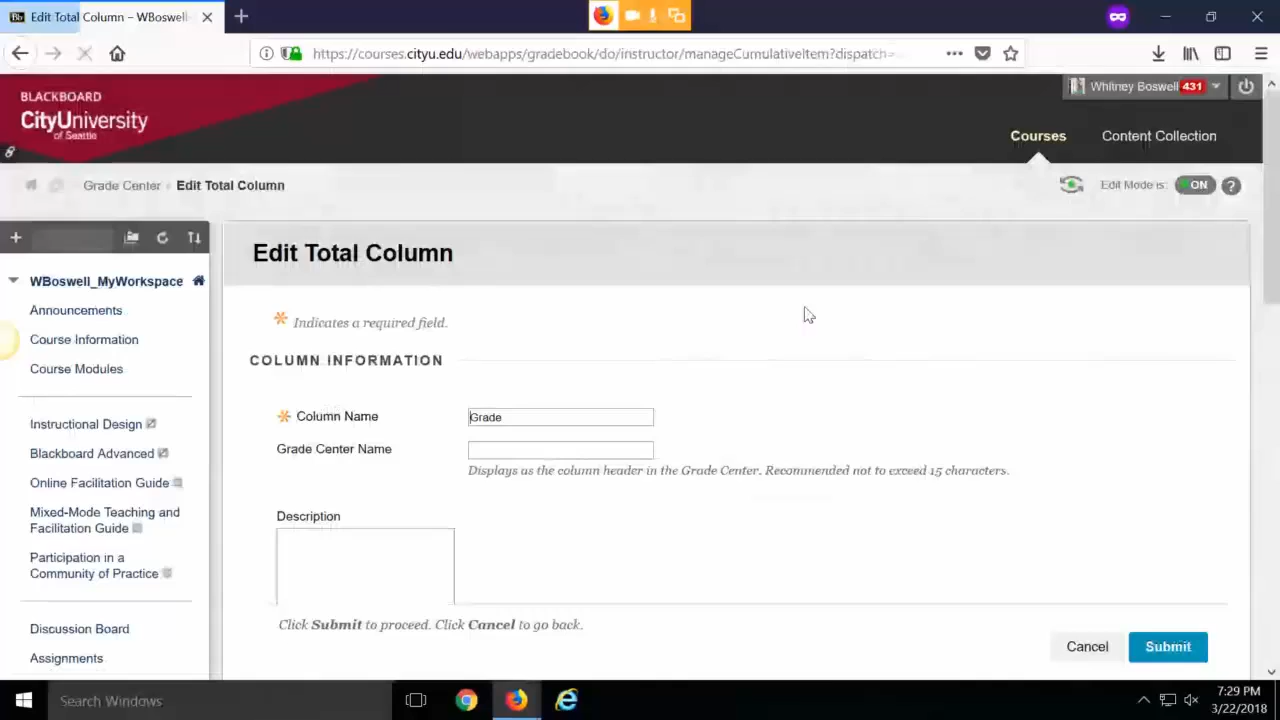 Edit Total Column – WBoswell
https://courses.cityu.edu/webapps/gradebook/do/instructor/manageCumulativeItem?dispatch=
BLACKBOARD
CityUniversity
of Seattle
Whitney Boswell 431
Courses
Content Collection
Grade Center
Edit Total Column
Edit Mode is:
ON
?
WBoswell_MyWorkspace
Announcements
Course Information
Course Modules
Instructional Design
Blackboard Advanced
Online Facilitation Guide
Mixed-Mode Teaching and
Facilitation Guide
Participation in a
Community of Practice
Discussion Board
Assignments
Edit Total Column
Indicates a required field.
COLUMN INFORMATION
Column Name
Grade
Grade Center Name
Displays as the column header in the Grade Center. Recommended not to exceed 15 characters.
Description
Click Submit to proceed. Click Cancel to go back.
Cancel
Submit
Search Windows
7:29 PM
3/22/2018